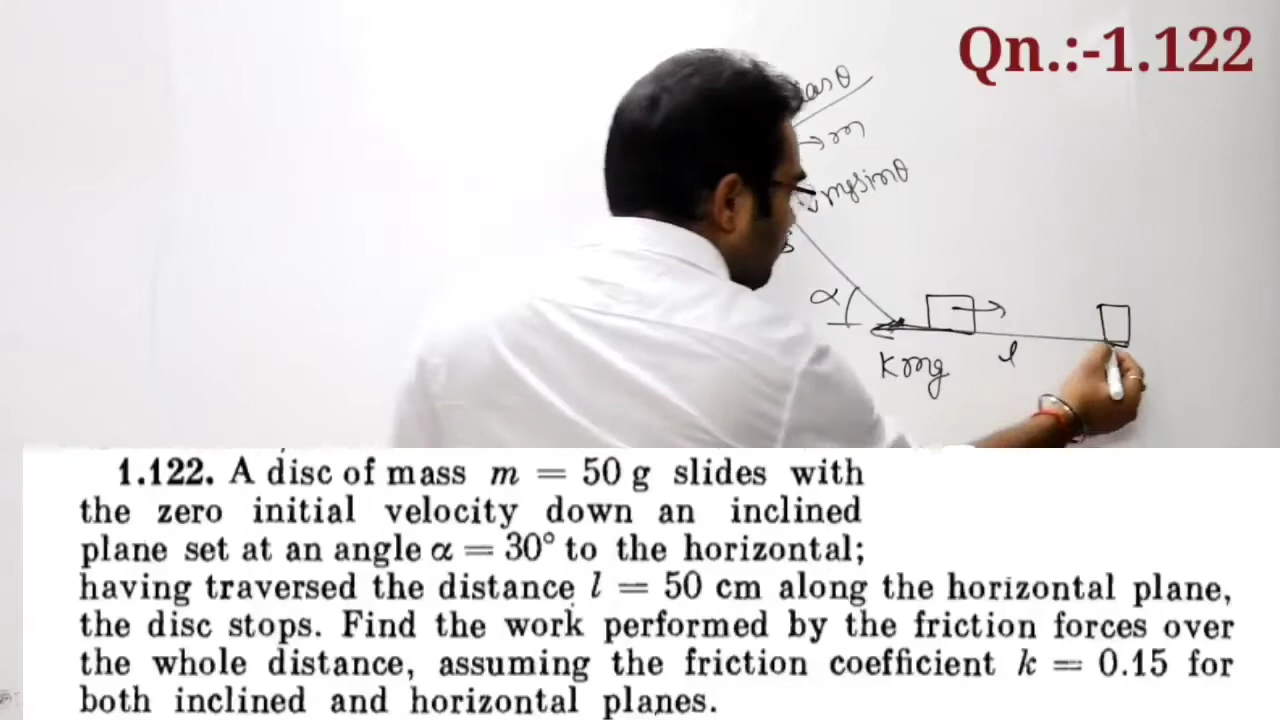 Qn.:-1.122
cosθ
→m
mgsinθ
α
kmg
l
1.122. A disc of mass m = 50 g slides with
the zero initial velocity down an inclined
plane set at an angle α = 30° to the horizontal;
having traversed the distance l = 50 cm along the horizontal plane,
the disc stops. Find the work performed by the friction forces over
the whole distance, assuming the friction coefficient k = 0.15 for
both inclined and horizontal planes.